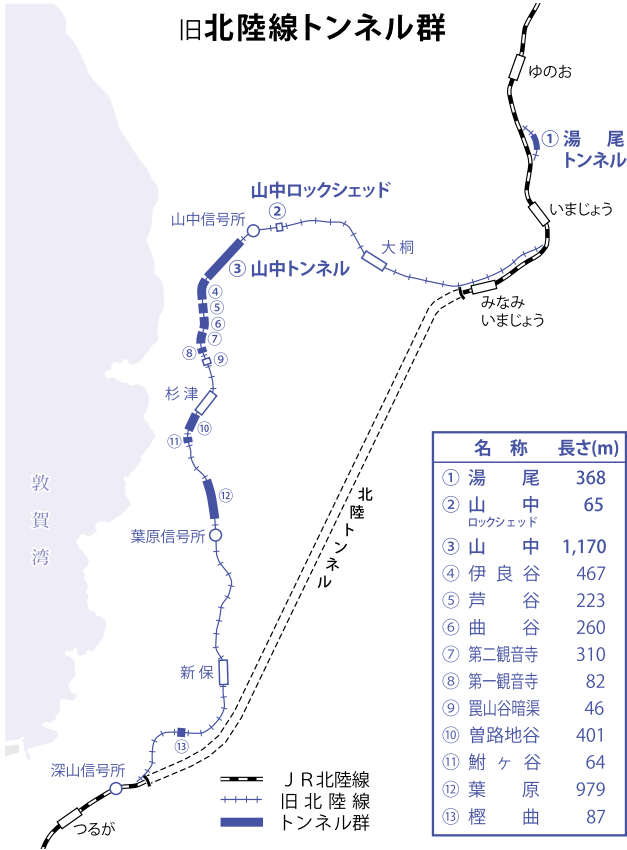 旧北陸線トンネル群
ゆのお
① 湯 尾
トンネル
いまじょう
山中ロックシェッド
②
山中信号所
大桐
③ 山中トンネル
みなみ
いまじょう
④
⑤
⑥
⑦
⑧
⑨
杉津
⑩
⑪
⑫
敦賀湾
葉原信号所
北陸トンネル
新保
⑬
深山信号所
つるが
JR北陸線
旧北陸線
トンネル群
名 称 長さ(m)
① 湯 尾 368
② 山 中 65
ロックシェッド
③ 山 中 1,170
④ 伊良谷 467
⑤ 芦 谷 223
⑥ 曲 谷 260
⑦ 第二観音寺 310
⑧ 第一観音寺 82
⑨ 罠山谷暗渠 46
⑩ 曽路地谷 401
⑪ 鮒ヶ谷 64
⑫ 葉 原 979
⑬ 樫 曲 87